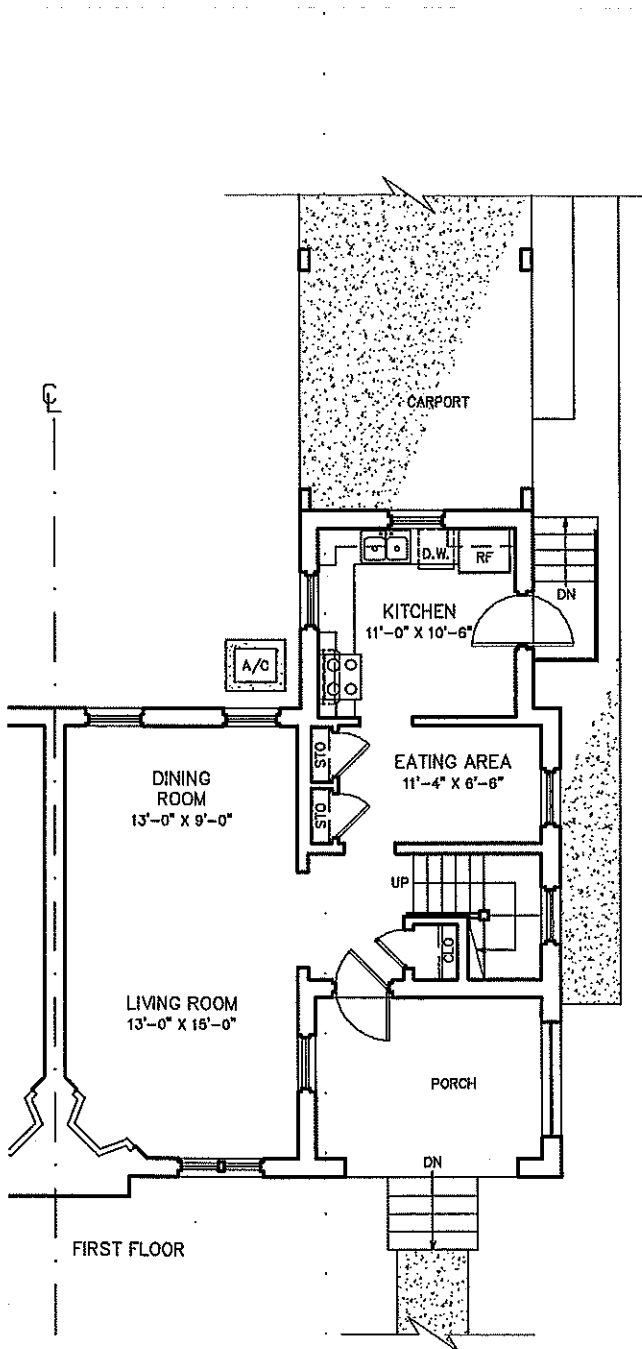 CL
CARPORT
D.W.
RF
DN
KITCHEN
11'-0" X 10'-6"
A/C
STO
EATING AREA
11'-4" X 6'-6"
DINING
ROOM
13'-0" X 9'-0"
STO
UP
CLO
LIVING ROOM
13'-0" X 15'-0"
PORCH
DN
FIRST FLOOR